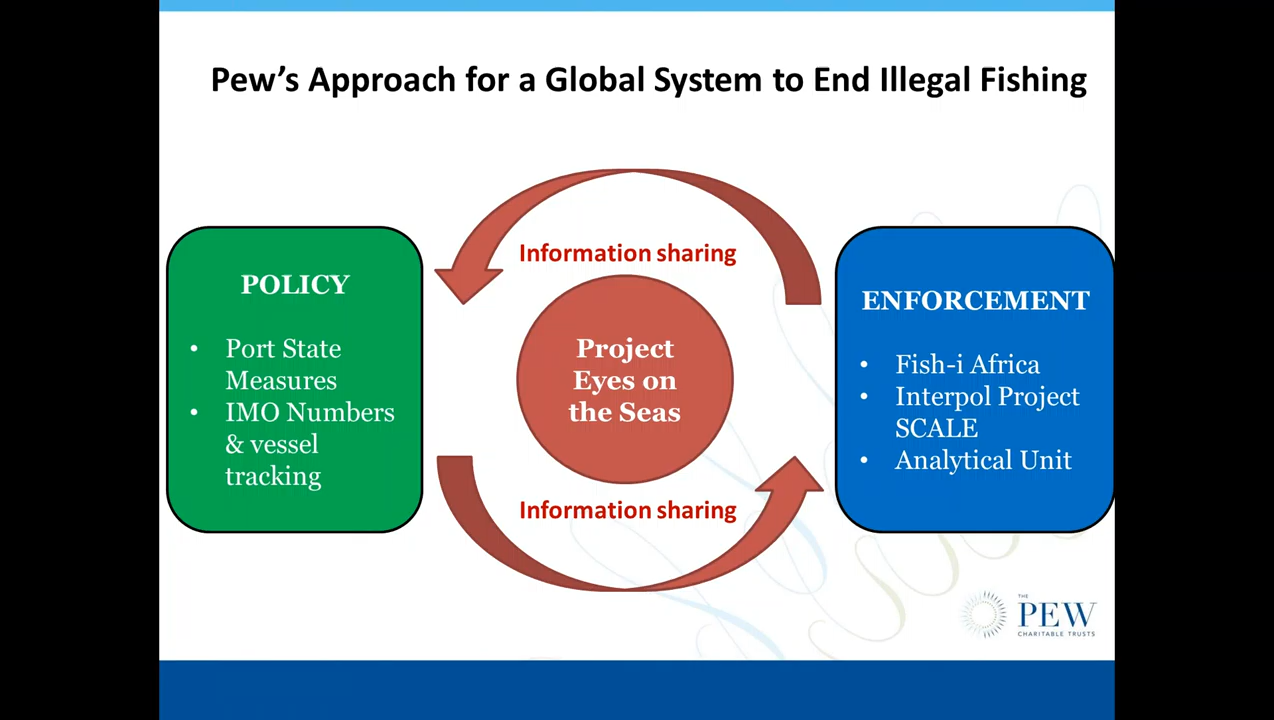 Pew’s Approach for a Global System to End Illegal Fishing
Information sharing
POLICY
• Port State
Measures
• IMO Numbers
& vessel
tracking
Project
Eyes on
the Seas
ENFORCEMENT
• Fish-i Africa
• Interpol Project
SCALE
• Analytical Unit
Information sharing
THE
PEW
CHARITABLE TRUSTS